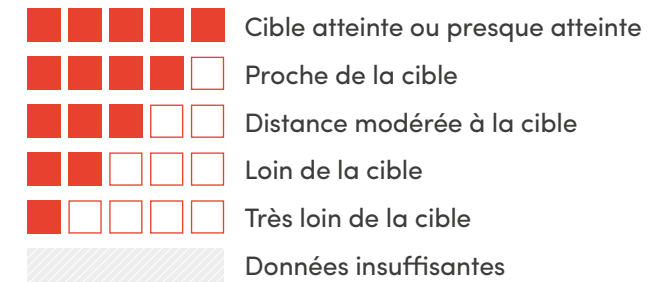 Cible atteinte ou presque atteinte
Proche de la cible
Distance modérée à la cible
Loin de la cible
Très loin de la cible
Données insuffisantes